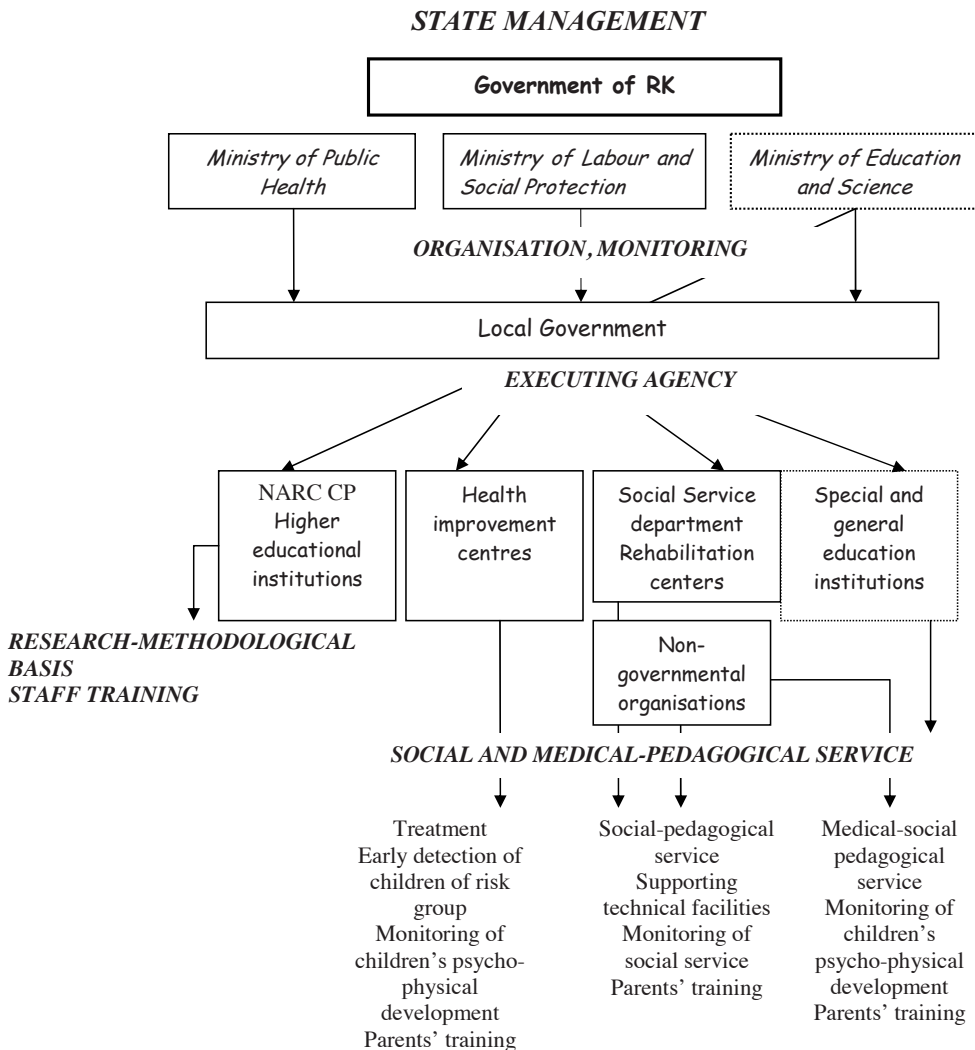 STATE MANAGEMENT
Government of RK
Ministry of Public
Health
Ministry of Labour and
Social Protection
Ministry of Education
and Science
ORGANISATION, MONITORING
Local Government
EXECUTING AGENCY
NARC CP
Higher
educational
institutions
Health
improvement
centres
Social Service
department
Rehabilitation
centers
Special and
general
education
institutions
RESEARCH-METHODOLOGICAL
BASIS
STAFF TRAINING
Non-
governmental
organisations
SOCIAL AND MEDICAL-PEDAGOGICAL SERVICE
Treatment
Early detection of
children of risk
group
Monitoring of
children’s psycho-
physical
development
Parents’ training
Social-pedagogical
service
Supporting
technical facilities
Monitoring of
social service
Parents’ training
Medical-social
pedagogical
service
Monitoring of
children’s
psycho-physical
development
Parents’ training